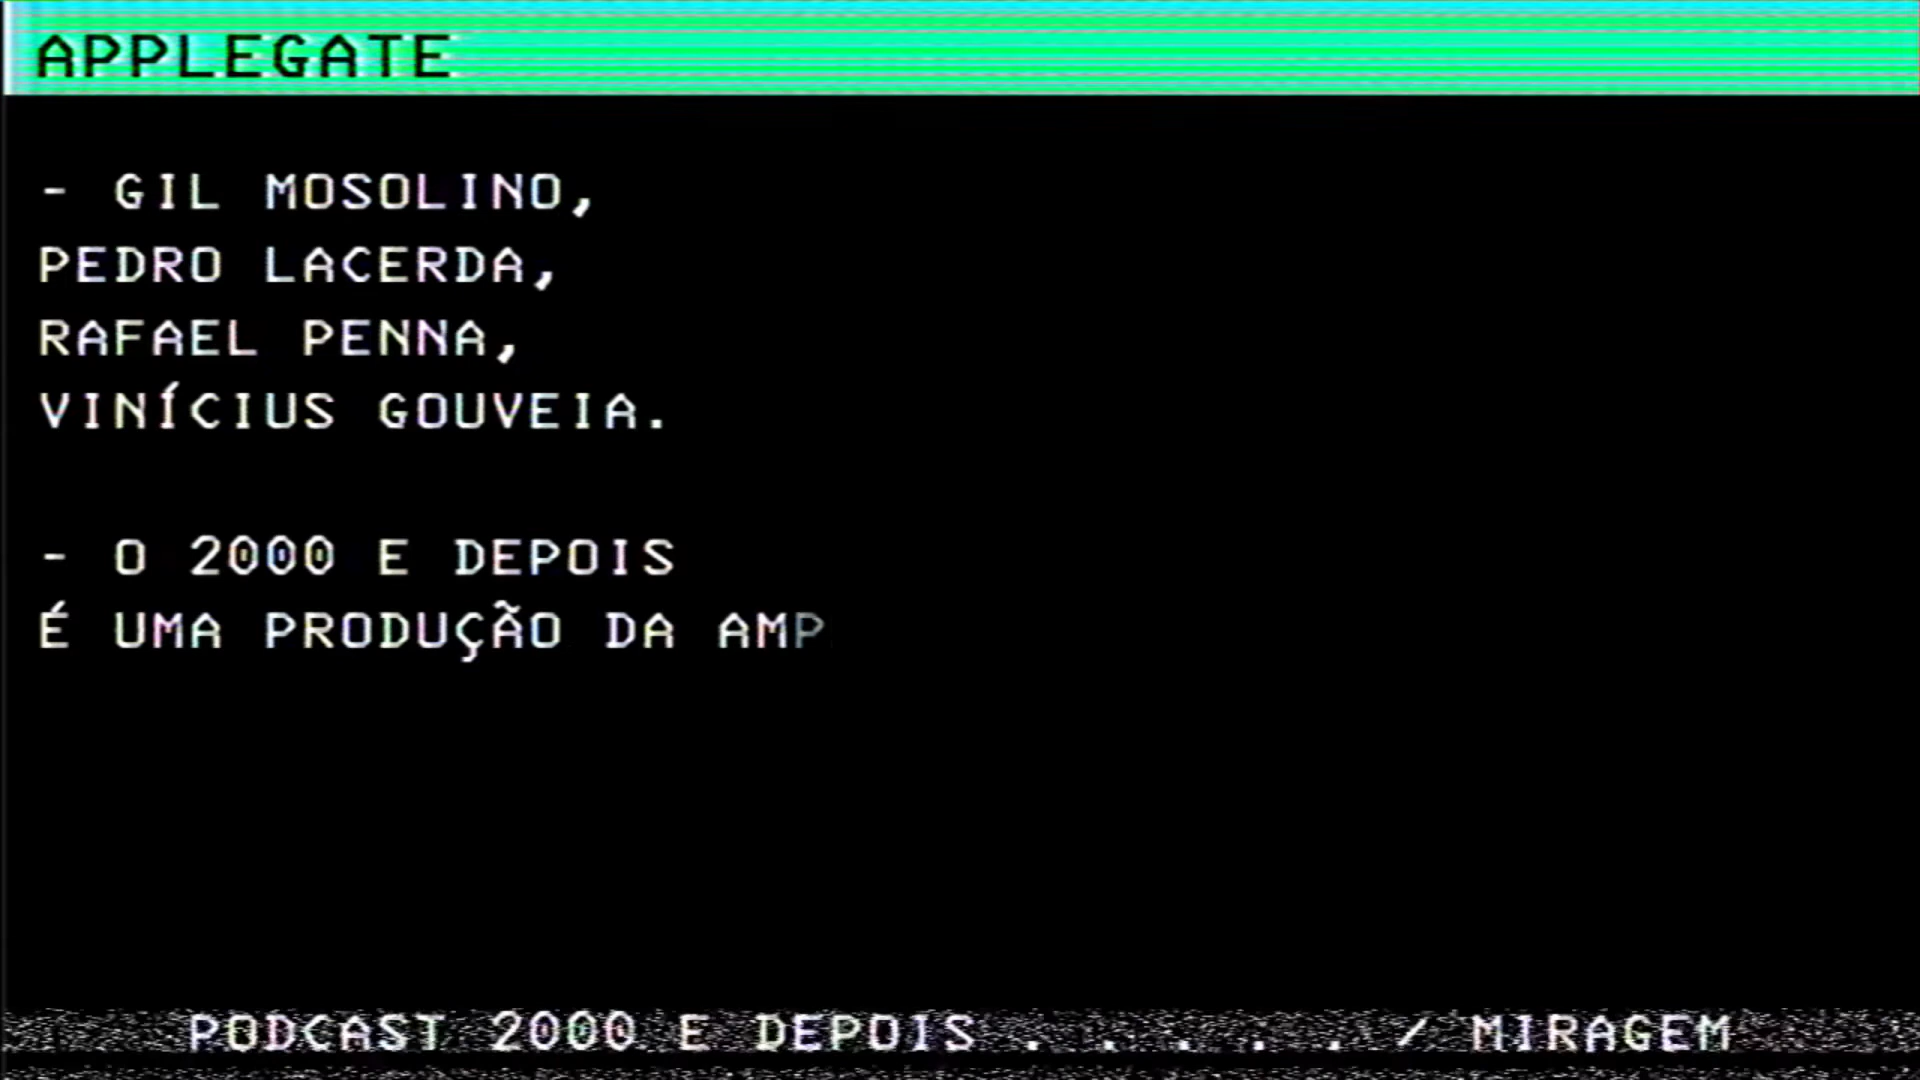 APPLEGATE
- GIL MOSOLINO,
PEDRO LACERDA,
RAFAEL PENNA,
VINÍCIUS GOUVEIA.
- O 2000 E DEPOIS
É UMA PRODUÇÃO DA AMP
PODCAST 2000 E DEPOIS . . . . . / MIRAGEM